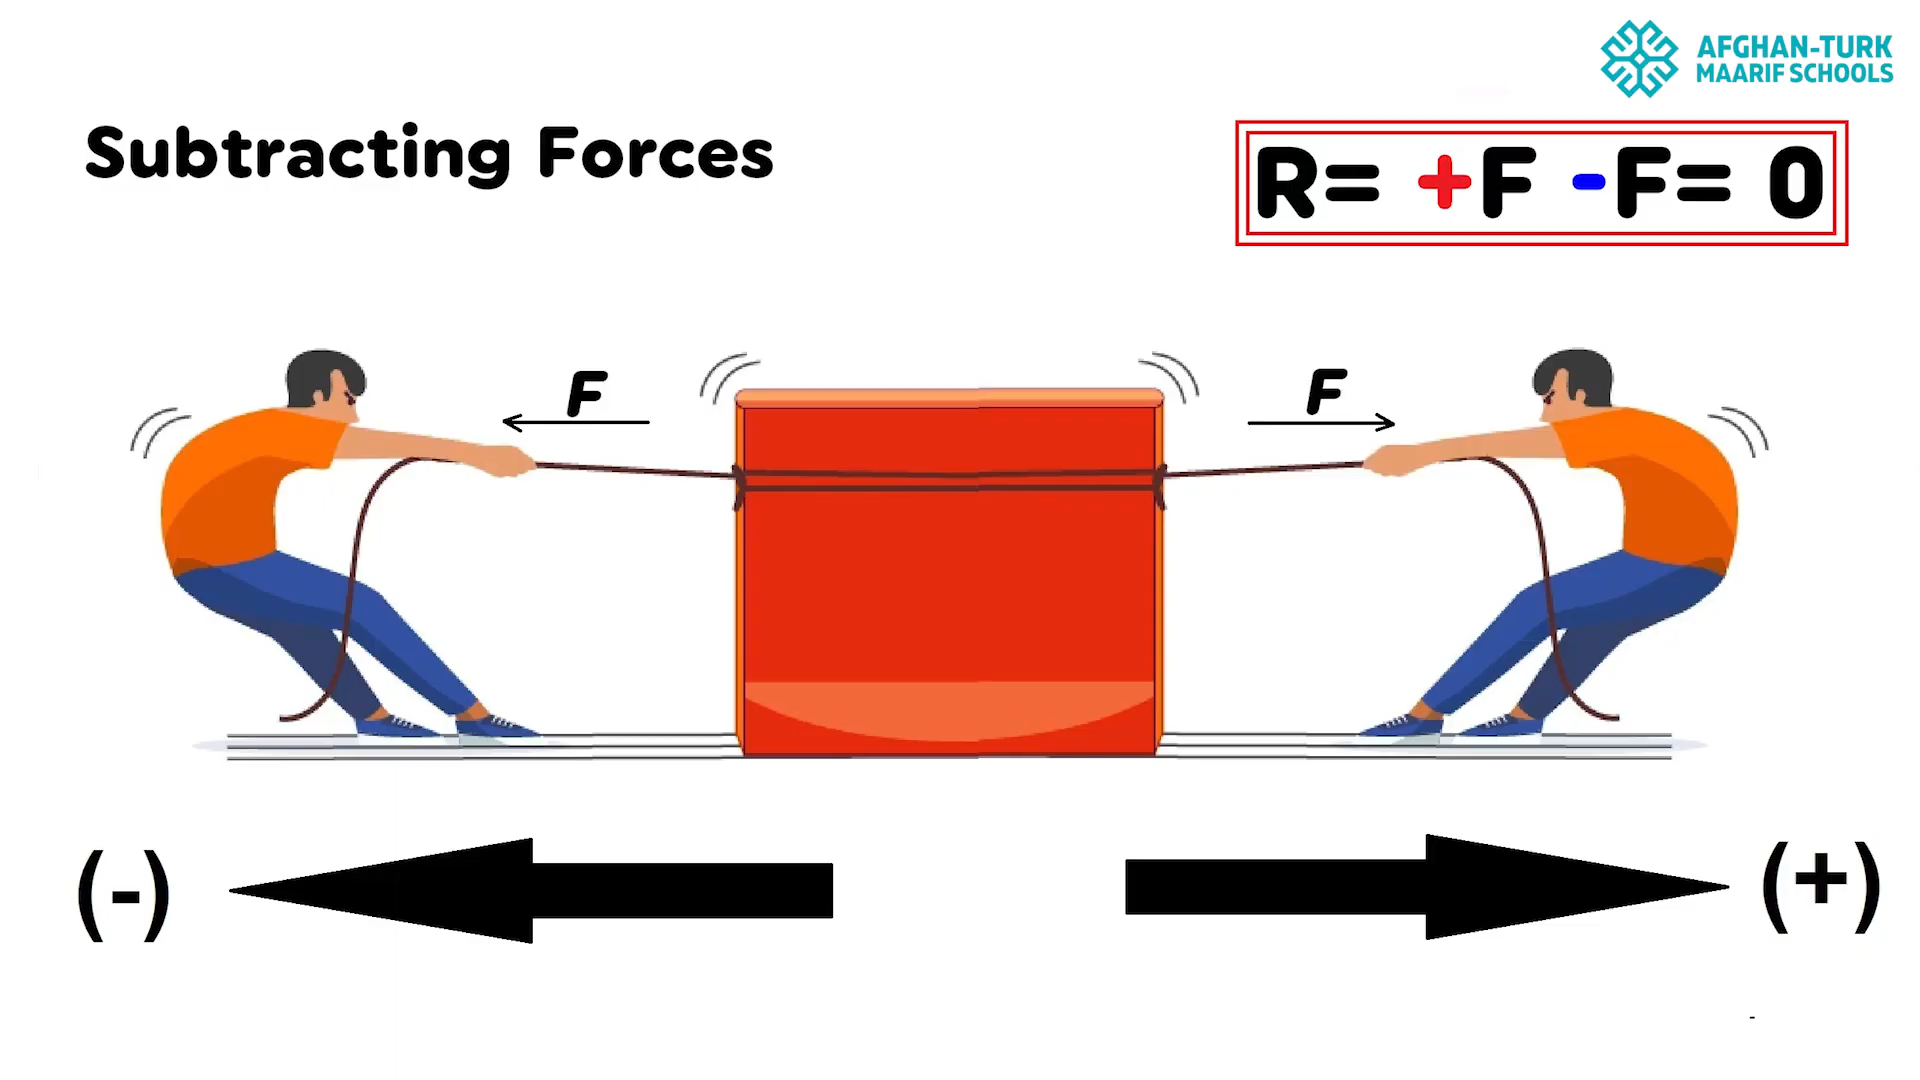 AFGHAN-TURK
MAARIF SCHOOLS
Subtracting Forces
R= +F -F= 0
F
F
(-)
(+)
-